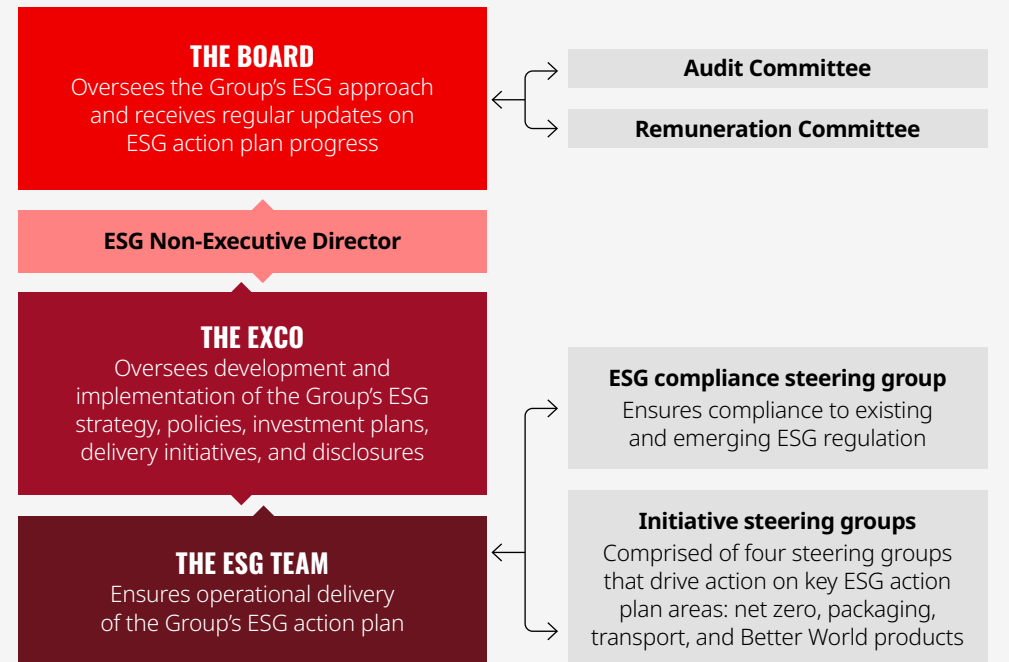 THE BOARD
Oversees the Group’s ESG approach
and receives regular updates on
ESG action plan progress
Audit Committee
Remuneration Committee
ESG Non-Executive Director
THE EXCO
Oversees development and
implementation of the Group’s ESG
strategy, policies, investment plans,
delivery initiatives, and disclosures
ESG compliance steering group
Ensures compliance to existing
and emerging ESG regulation
THE ESG TEAM
Ensures operational delivery
of the Group’s ESG action plan
Initiative steering groups
Comprised of four steering groups
that drive action on key ESG action
plan areas: net zero, packaging,
transport, and Better World products